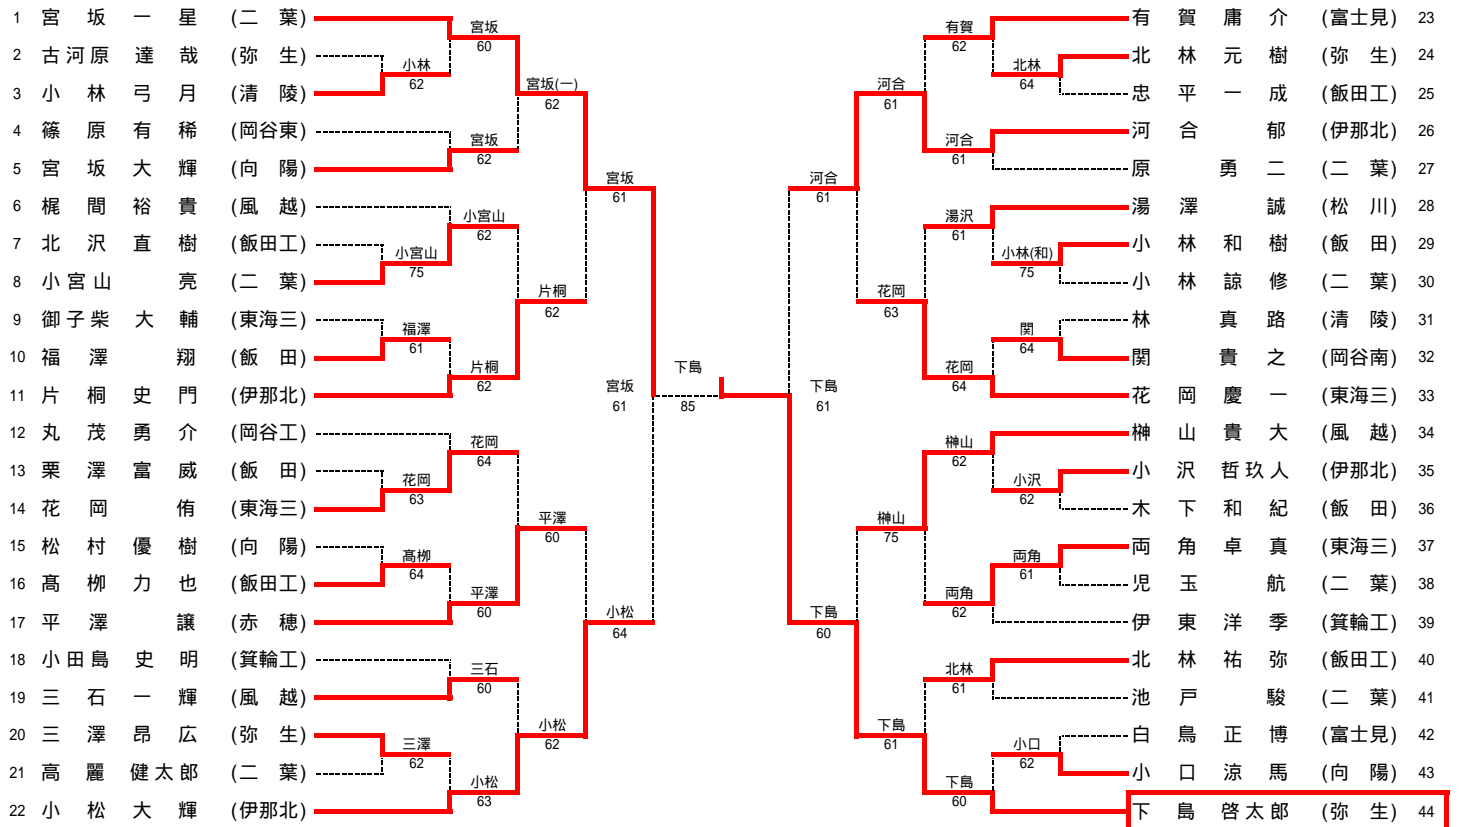 1 宮坂一星 (二葉)
2 古河原達哉 (弥生)
3 小林弓月 (清陵)
4 篠原有稀 (岡谷東)
5 宮坂大輝 (向陽)
6 梶間裕貴 (風越)
7 北沢直樹 (飯田工)
8 小宮山亮 (二葉)
9 御子柴大輔 (東海三)
10 福澤翔 (飯田)
11 片桐史門 (伊那北)
12 丸茂勇介 (岡谷工)
13 栗澤富威 (飯田)
14 花岡侑 (東海三)
15 松村優樹 (向陽)
16 髙栁力也 (飯田工)
17 平澤譲 (赤穂)
18 小田島史明 (箕輪工)
19 三石一輝 (風越)
20 三澤昂広 (弥生)
21 高麗健太郎 (二葉)
22 小松大輝 (伊那北)
小林
62
小宮山
75
福澤
61
花岡
63
髙栁
64
三澤
62
宮坂
60
宮坂
62
小宮山
62
片桐
62
花岡
64
平澤
60
三石
60
小松
63
宮坂(一)
62
片桐
62
平澤
60
小松
62
宮坂
61
小松
64
宮坂
61
下島
85
下島
61
河合
61
下島
60
河合
61
花岡
63
榊山
75
下島
61
有賀
62
河合
61
湯沢
61
花岡
64
榊山
62
両角
62
北林
61
下島
60
北林
64
小林(和)
75
関
64
小沢
62
両角
61
小口
62
有賀庸介 (富士見) 23
北林元樹 (弥生) 24
忠平一成 (飯田工) 25
河合郁 (伊那北) 26
原勇二 (二葉) 27
湯澤誠 (松川) 28
小林和樹 (飯田) 29
小林諒修 (二葉) 30
林真路 (清陵) 31
関貴之 (岡谷南) 32
花岡慶一 (東海三) 33
榊山貴大 (風越) 34
小沢哲玖人 (伊那北) 35
木下和紀 (飯田) 36
両角卓真 (東海三) 37
児玉航 (二葉) 38
伊東洋季 (箕輪工) 39
北林祐弥 (飯田工) 40
池戸駿 (二葉) 41
白鳥正博 (富士見) 42
小口涼馬 (向陽) 43
下島啓太郎 (弥生) 44